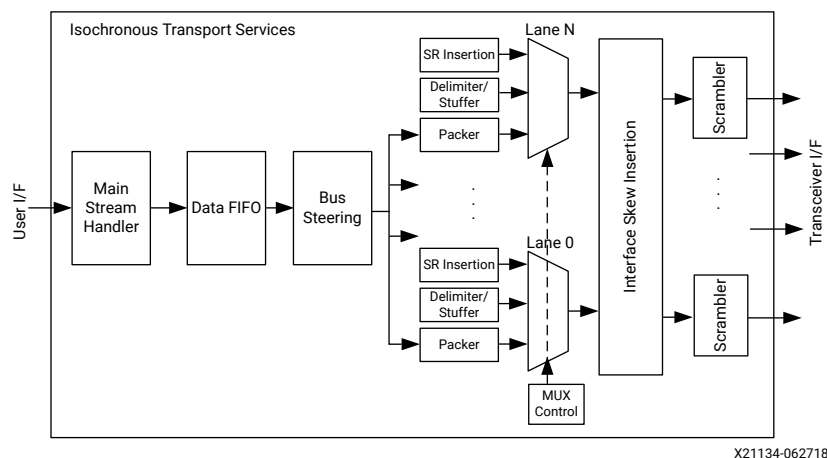 Isochronous Transport Services
Lane N
SR Insertion
Delimiter/
Stuffer
Packer
Scrambler
User I/F
Main
Stream
Handler
Data FIFO
Bus
Steering
.
.
.
Interface Skew Insertion
.
.
.
Transceiver I/F
Lane 0
SR Insertion
Delimiter/
Stuffer
Packer
Scrambler
MUX
Control
X21134-062718